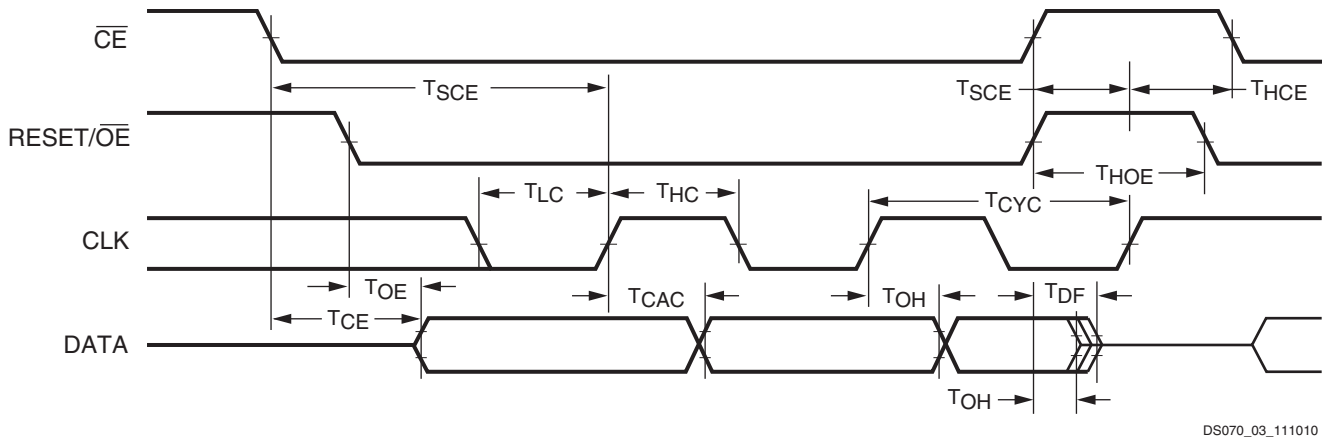 CE
TSCE
TSCE
THCE
RESET/OE
TLC
THC
THOE
TCYC
CLK
TOE
TCAC
TOH
TDF
TCE
DATA
TOH
DS070_03_111010